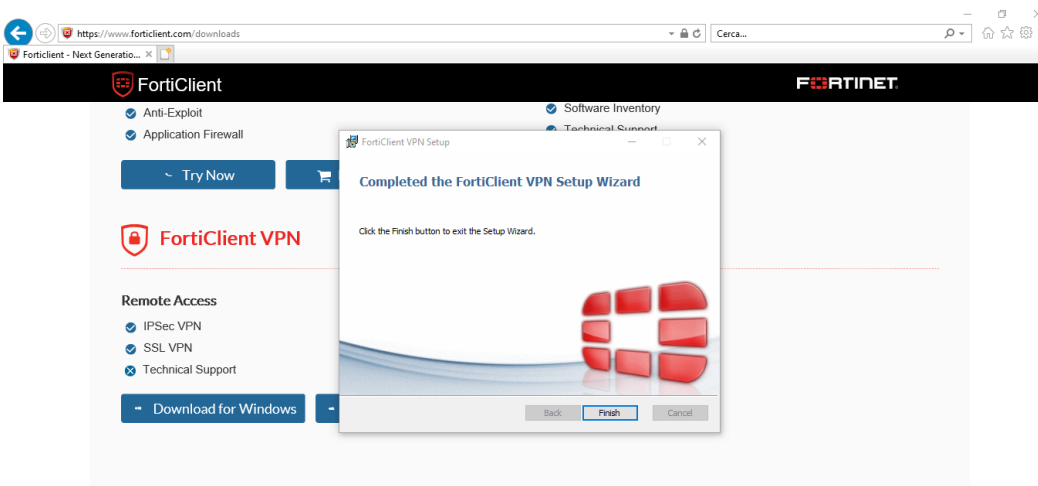 https://www.forticlient.com/downloads
Cerca...
Forticlient - Next Generatio...
FortiClient
FORTINET
Anti-Exploit
Application Firewall
Software Inventory
Technical Support
Try Now
FortiClient VPN
Remote Access
IPSec VPN
SSL VPN
Technical Support
Download for Windows
FortiClient VPN Setup
Completed the FortiClient VPN Setup Wizard
Click the Finish button to exit the Setup Wizard.
Back
Finish
Cancel